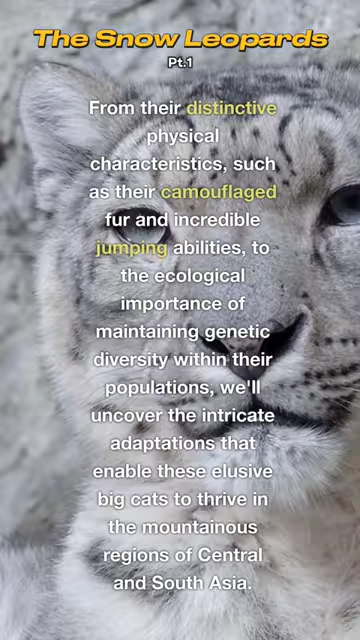 The Snow Leopards
Pt.1
From their distinctive
physical
characteristics, such
as their camouflaged
fur and incredible
jumping abilities, to
the ecological
importance of
maintaining genetic
diversity within their
populations, we'll
uncover the intricate
adaptations that
enable these elusive
big cats to thrive in
the mountainous
regions of Central
and South Asia.